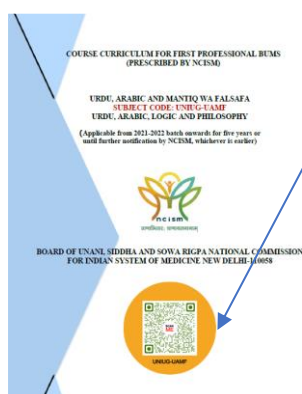 COURSE CURRICULUM FOR FIRST PROFESSIONAL BUMS
(PRESCRIBED BY NCISM)
URDU, ARABIC AND MANTIQ WA FALSAFA
SUBJECT CODE: UNIUG-UAMF
URDU, ARABIC, LOGIC AND PHILOSOPHY
(Applicable from 2021-2022 batch onwards for five years or
until further notification by NCISM, whichever is earlier)
ncism
BOARD OF UNANI, SIDDHA AND SOWA RIGPA NATIONAL COMMISSION
FOR INDIAN SYSTEM OF MEDICINE NEW DELHI-110058
UNIUG-UAMF